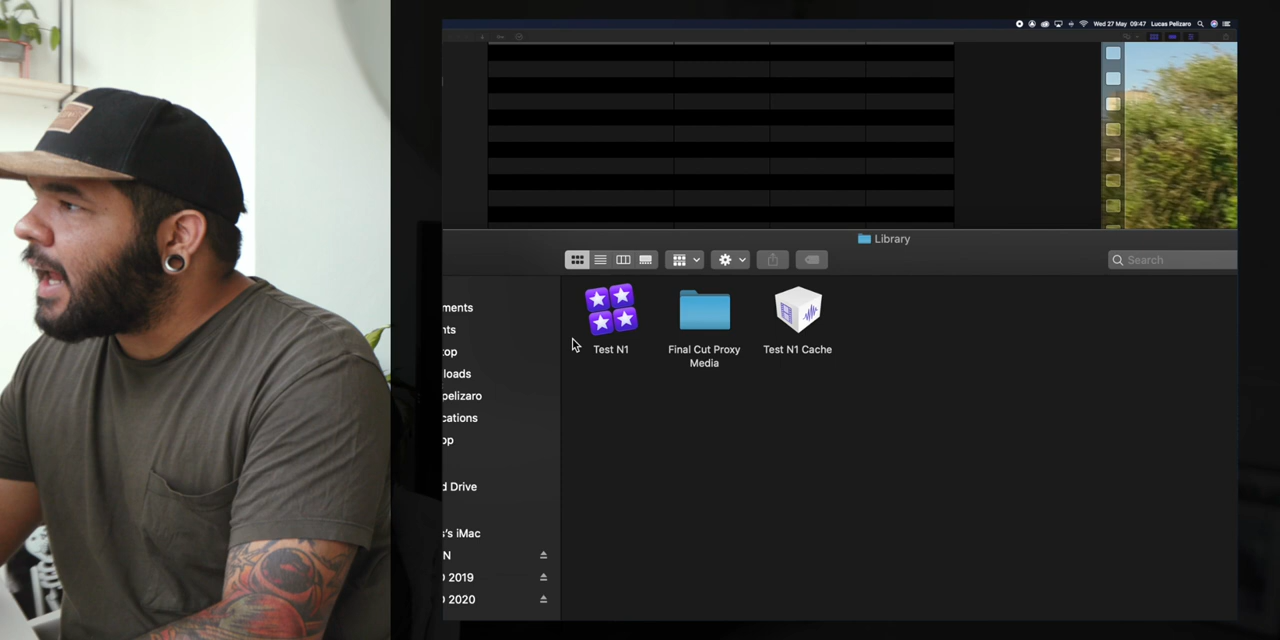 Wed 27 May 09:47 Lucas Pelizaro
Library
Search
ments
nts
top
loads
pelizaro
cations
op
d Drive
s's iMac
N
O 2019
O 2020
Test N1
Final Cut Proxy
Media
Test N1 Cache